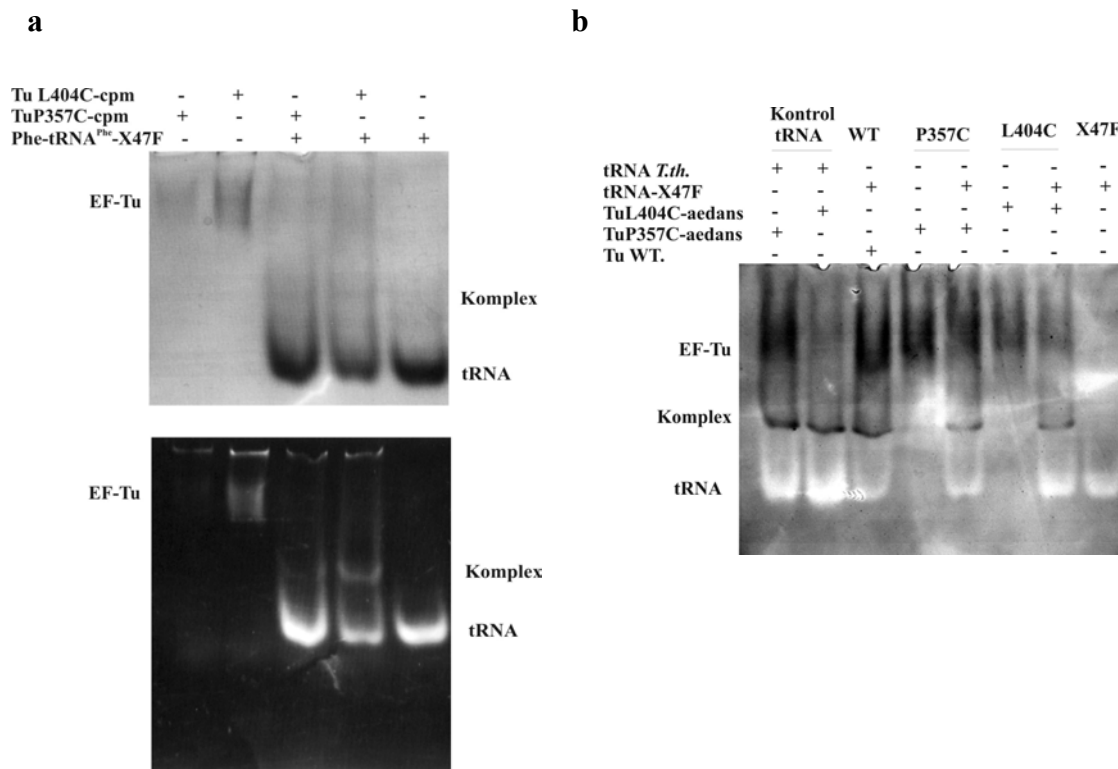 a
Tu L404C-cpm - + - + -
TuP357C-cpm + - + - -
Phe-tRNAᴾʰᵉ-X47F - - + + +
EF-Tu
Komplex
tRNA
EF-Tu
Komplex
tRNA
b
Kontrol tRNA WT P357C L404C X47F
tRNA T.th. + + - - - - - -
tRNA-X47F - - + - + - + +
TuL404C-aedans - + - - - + + -
TuP357C-aedans + - - + + - - -
Tu WT. - - + - - - - -
EF-Tu
Komplex
tRNA